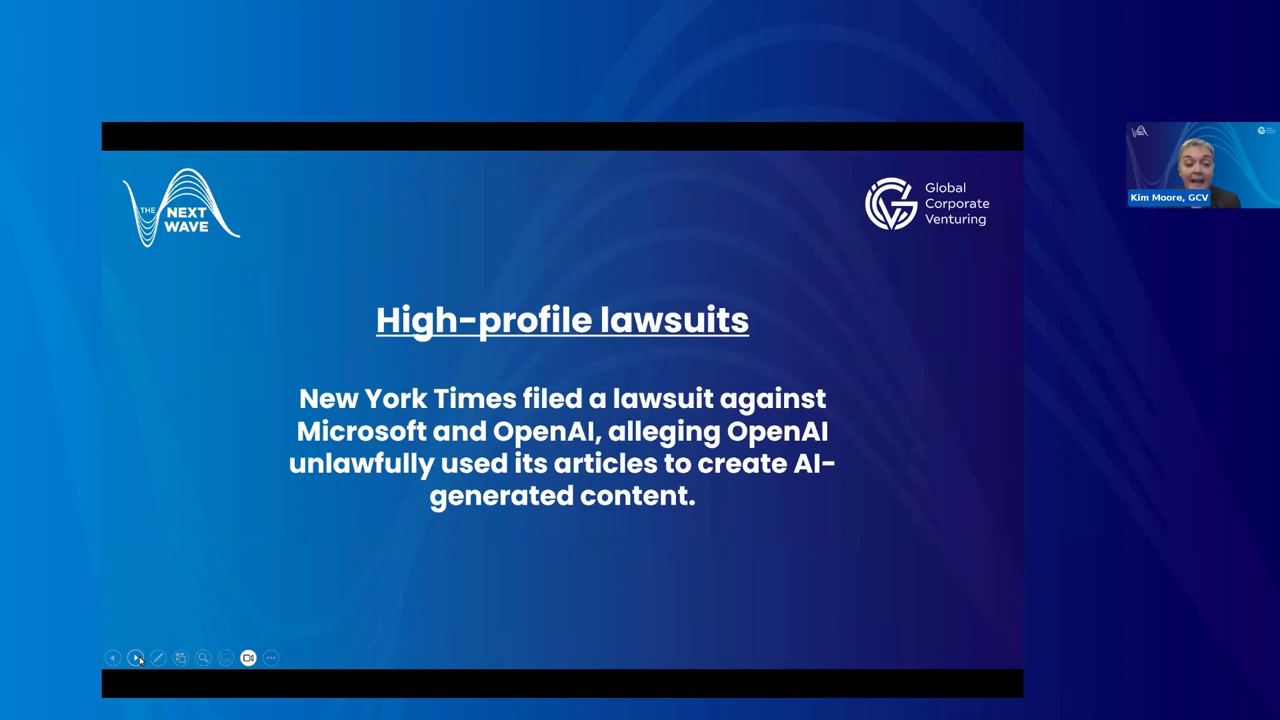 THE NEXT
WAVE
Global
Corporate
Venturing
High-profile lawsuits
New York Times filed a lawsuit against
Microsoft and OpenAI, alleging OpenAI
unlawfully used its articles to create AI-
generated content.
Kim Moore, GCV